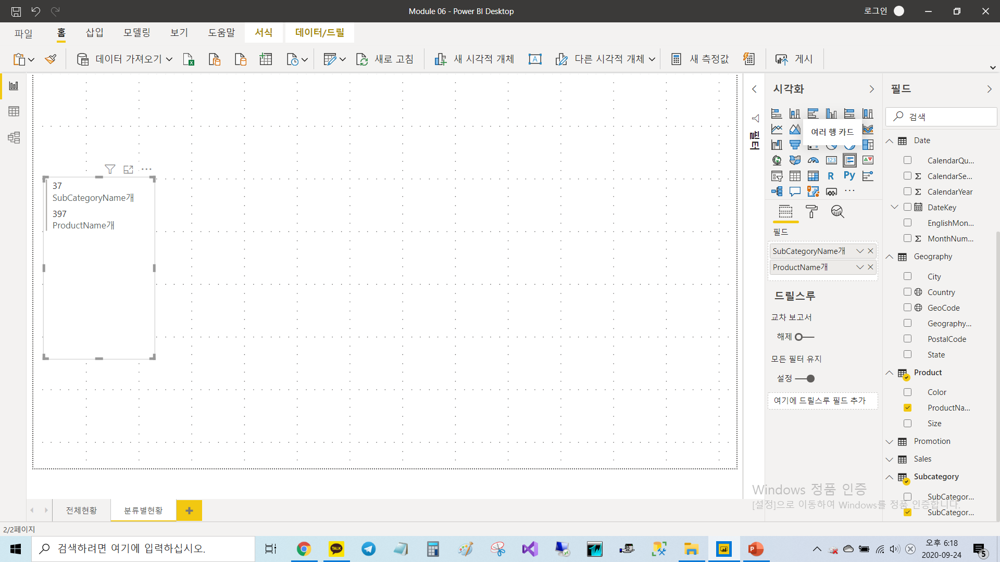 Module 06 - Power BI Desktop
로그인
파일
홈
삽입
모델링
보기
도움말
서식
데이터/드릴
데이터 가져오기
새로 고침
새 시각적 개체
다른 시각적 개체
새 측정값
게시
37
SubCategoryName개
397
ProductName개
필터
시각화
여러 행 카드
123
R
Py
필드
SubCategoryName개
ProductName개
드릴스루
교차 보고서
해제
모든 필터 유지
설정
여기에 드릴스루 필드 추가
필드
검색
Date
CalendarQu...
CalendarSe...
CalendarYear
DateKey
EnglishMon...
MonthNum...
Geography
City
Country
GeoCode
Geography...
PostalCode
State
Product
Color
ProductNa...
Size
Promotion
Sales
Subcategory
SubCategor...
SubCategor...
Windows 정품 인증
[설정]으로 이동하여 Windows를 정품 인증합니다.
전체현황
분류별현황
2/2페이지
검색하려면 여기에 입력하십시오.
TALK
오후 6:18
2020-09-24
5